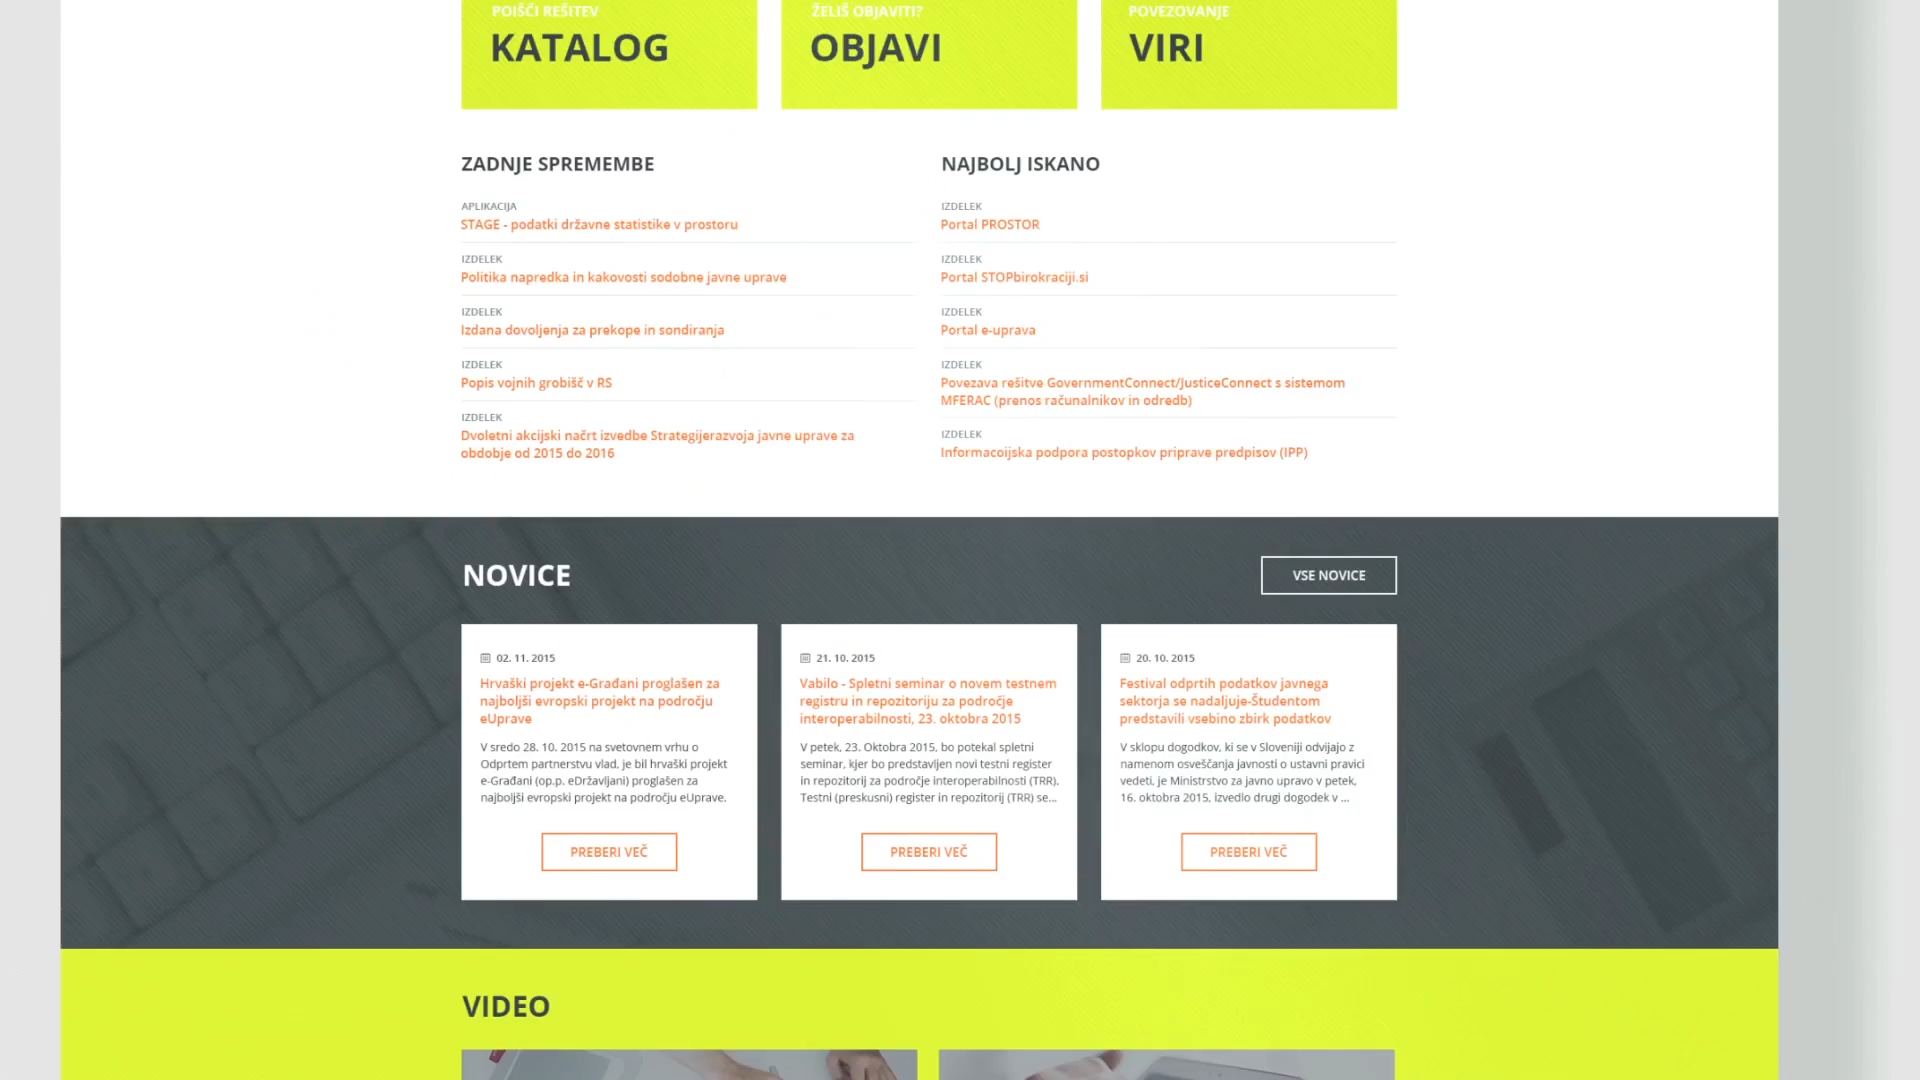 POIŠČI REŠITEV
KATALOG
ŽELIŠ OBJAVITI?
OBJAVI
POVEZOVANJE
VIRI
ZADNJE SPREMEMBE
APLIKACIJA
STAGE - podatki državne statistike v prostoru
IZDELEK
Politika napredka in kakovosti sodobne javne uprave
IZDELEK
Izdana dovoljenja za prekope in sondiranja
IZDELEK
Popis vojnih grobišč v RS
IZDELEK
Dvoletni akcijski načrt izvedbe Strategijerazvoja javne uprave za
obdobje od 2015 do 2016
NAJBOLJ ISKANO
IZDELEK
Portal PROSTOR
IZDELEK
Portal STOPbirokraciji.si
IZDELEK
Portal e-uprava
IZDELEK
Povezava rešitve GovernmentConnect/JusticeConnect s sistemom
MFERAC (prenos računalnikov in odredb)
IZDELEK
Informacoijska podpora postopkov priprave predpisov (IPP)
NOVICE
VSE NOVICE
02. 11. 2015
Hrvaški projekt e-Građani proglašen za
najboljši evropski projekt na področju
eUprave
V sredo 28. 10. 2015 na svetovnem vrhu o
Odprtem partnerstvu vlad, je bil hrvaški projekt
e-Građani (op.p. eDržavljani) proglašen za
najboljši evropski projekt na področju eUprave.
PREBERI VEČ
21. 10. 2015
Vabilo - Spletni seminar o novem testnem
registru in repozitoriju za področje
interoperabilnosti, 23. oktobra 2015
V petek, 23. Oktobra 2015, bo potekal spletni
seminar, kjer bo predstavljen novi testni register
in repozitorij za področje interoperabilnosti (TRR).
Testni (preskusni) register in repozitorij (TRR) se...
PREBERI VEČ
20. 10. 2015
Festival odprtih podatkov javnega
sektorja se nadaljuje-Študentom
predstavili vsebino zbirk podatkov
V sklopu dogodkov, ki se v Sloveniji odvijajo z
namenom osveščanja javnosti o ustavni pravici
vedeti, je Ministrstvo za javno upravo v petek,
16. oktobra 2015, izvedlo drugi dogodek v ...
PREBERI VEČ
VIDEO